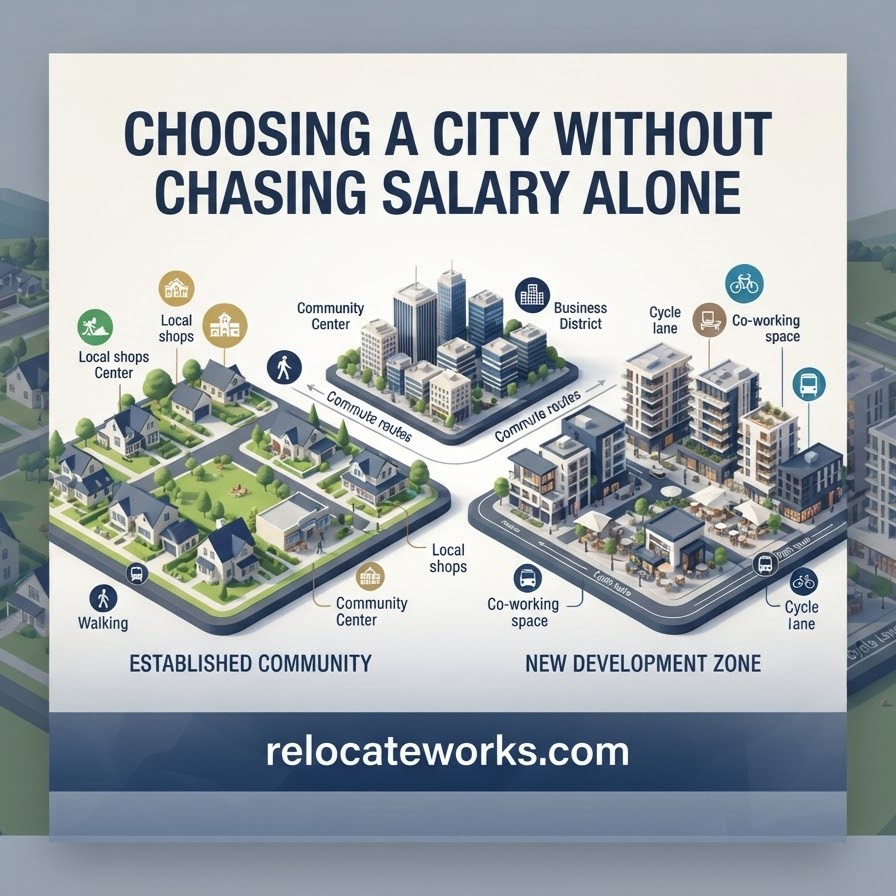 CHOOSING A CITY WITHOUT
CHASING SALARY ALONE
Local
shops
Local shops
Center
Community
Center
Business
District
Cycle
lane
Co-working
space
Commute routes
Commute routes
Local
shops
Community
Center
Walking
Co-working
space
Cycle
lane
ESTABLISHED COMMUNITY
NEW DEVELOPMENT ZONE
relocateworks.com